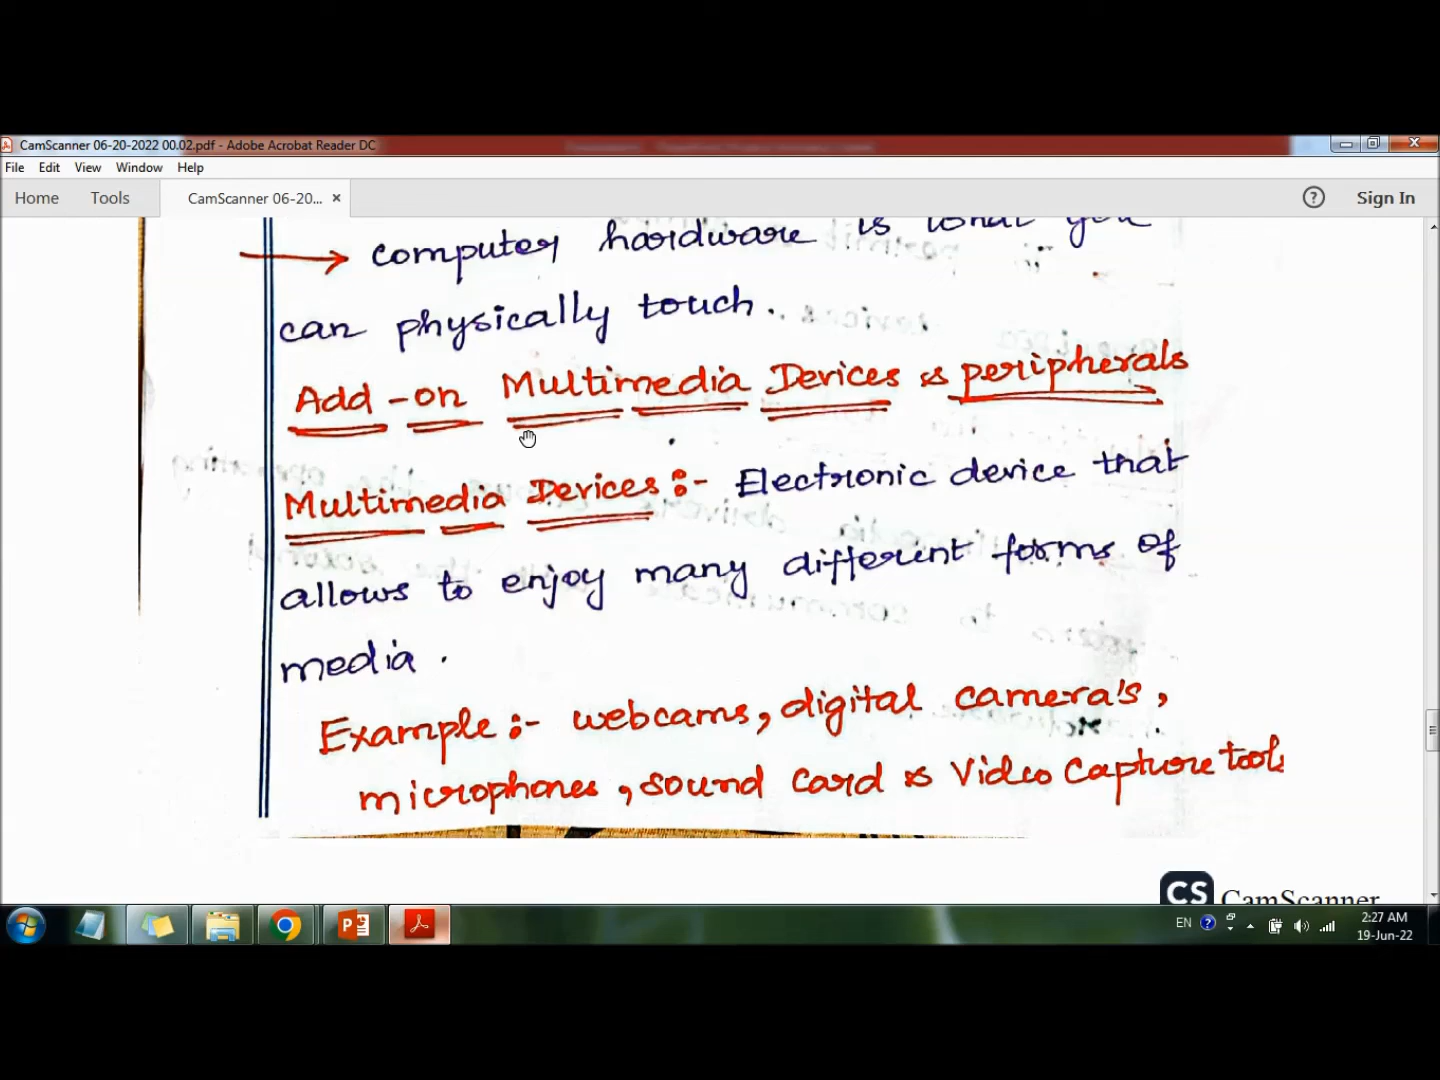 CamScanner 06-20-2022 00.02.pdf - Adobe Acrobat Reader DC
File Edit View Window Help
Home Tools CamScanner 06-20... × ? Sign In
computer hardware is what you
can physically touch.
Add-on Multimedia Devices & peripherals
Multimedia Devices :- Electronic device that
allows to enjoy many different forms of
media.
Example :- webcams, digital camera's,
microphones, sound card & Video Capture tools
CS CamScanner
EN 2:27 AM
19-Jun-22